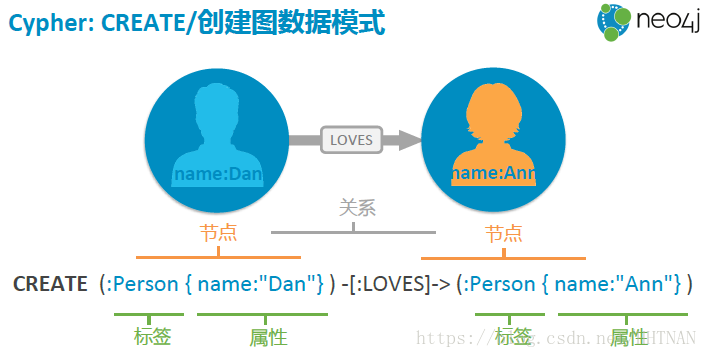 Cypher: CREATE/创建图数据模式
neo4j
LOVES
name:Dan
name:Ann
关系
节点
节点
CREATE (:Person { name:"Dan"} ) -[:LOVES]-> (:Person { name:"Ann"} )
标签
属性
标签
属性